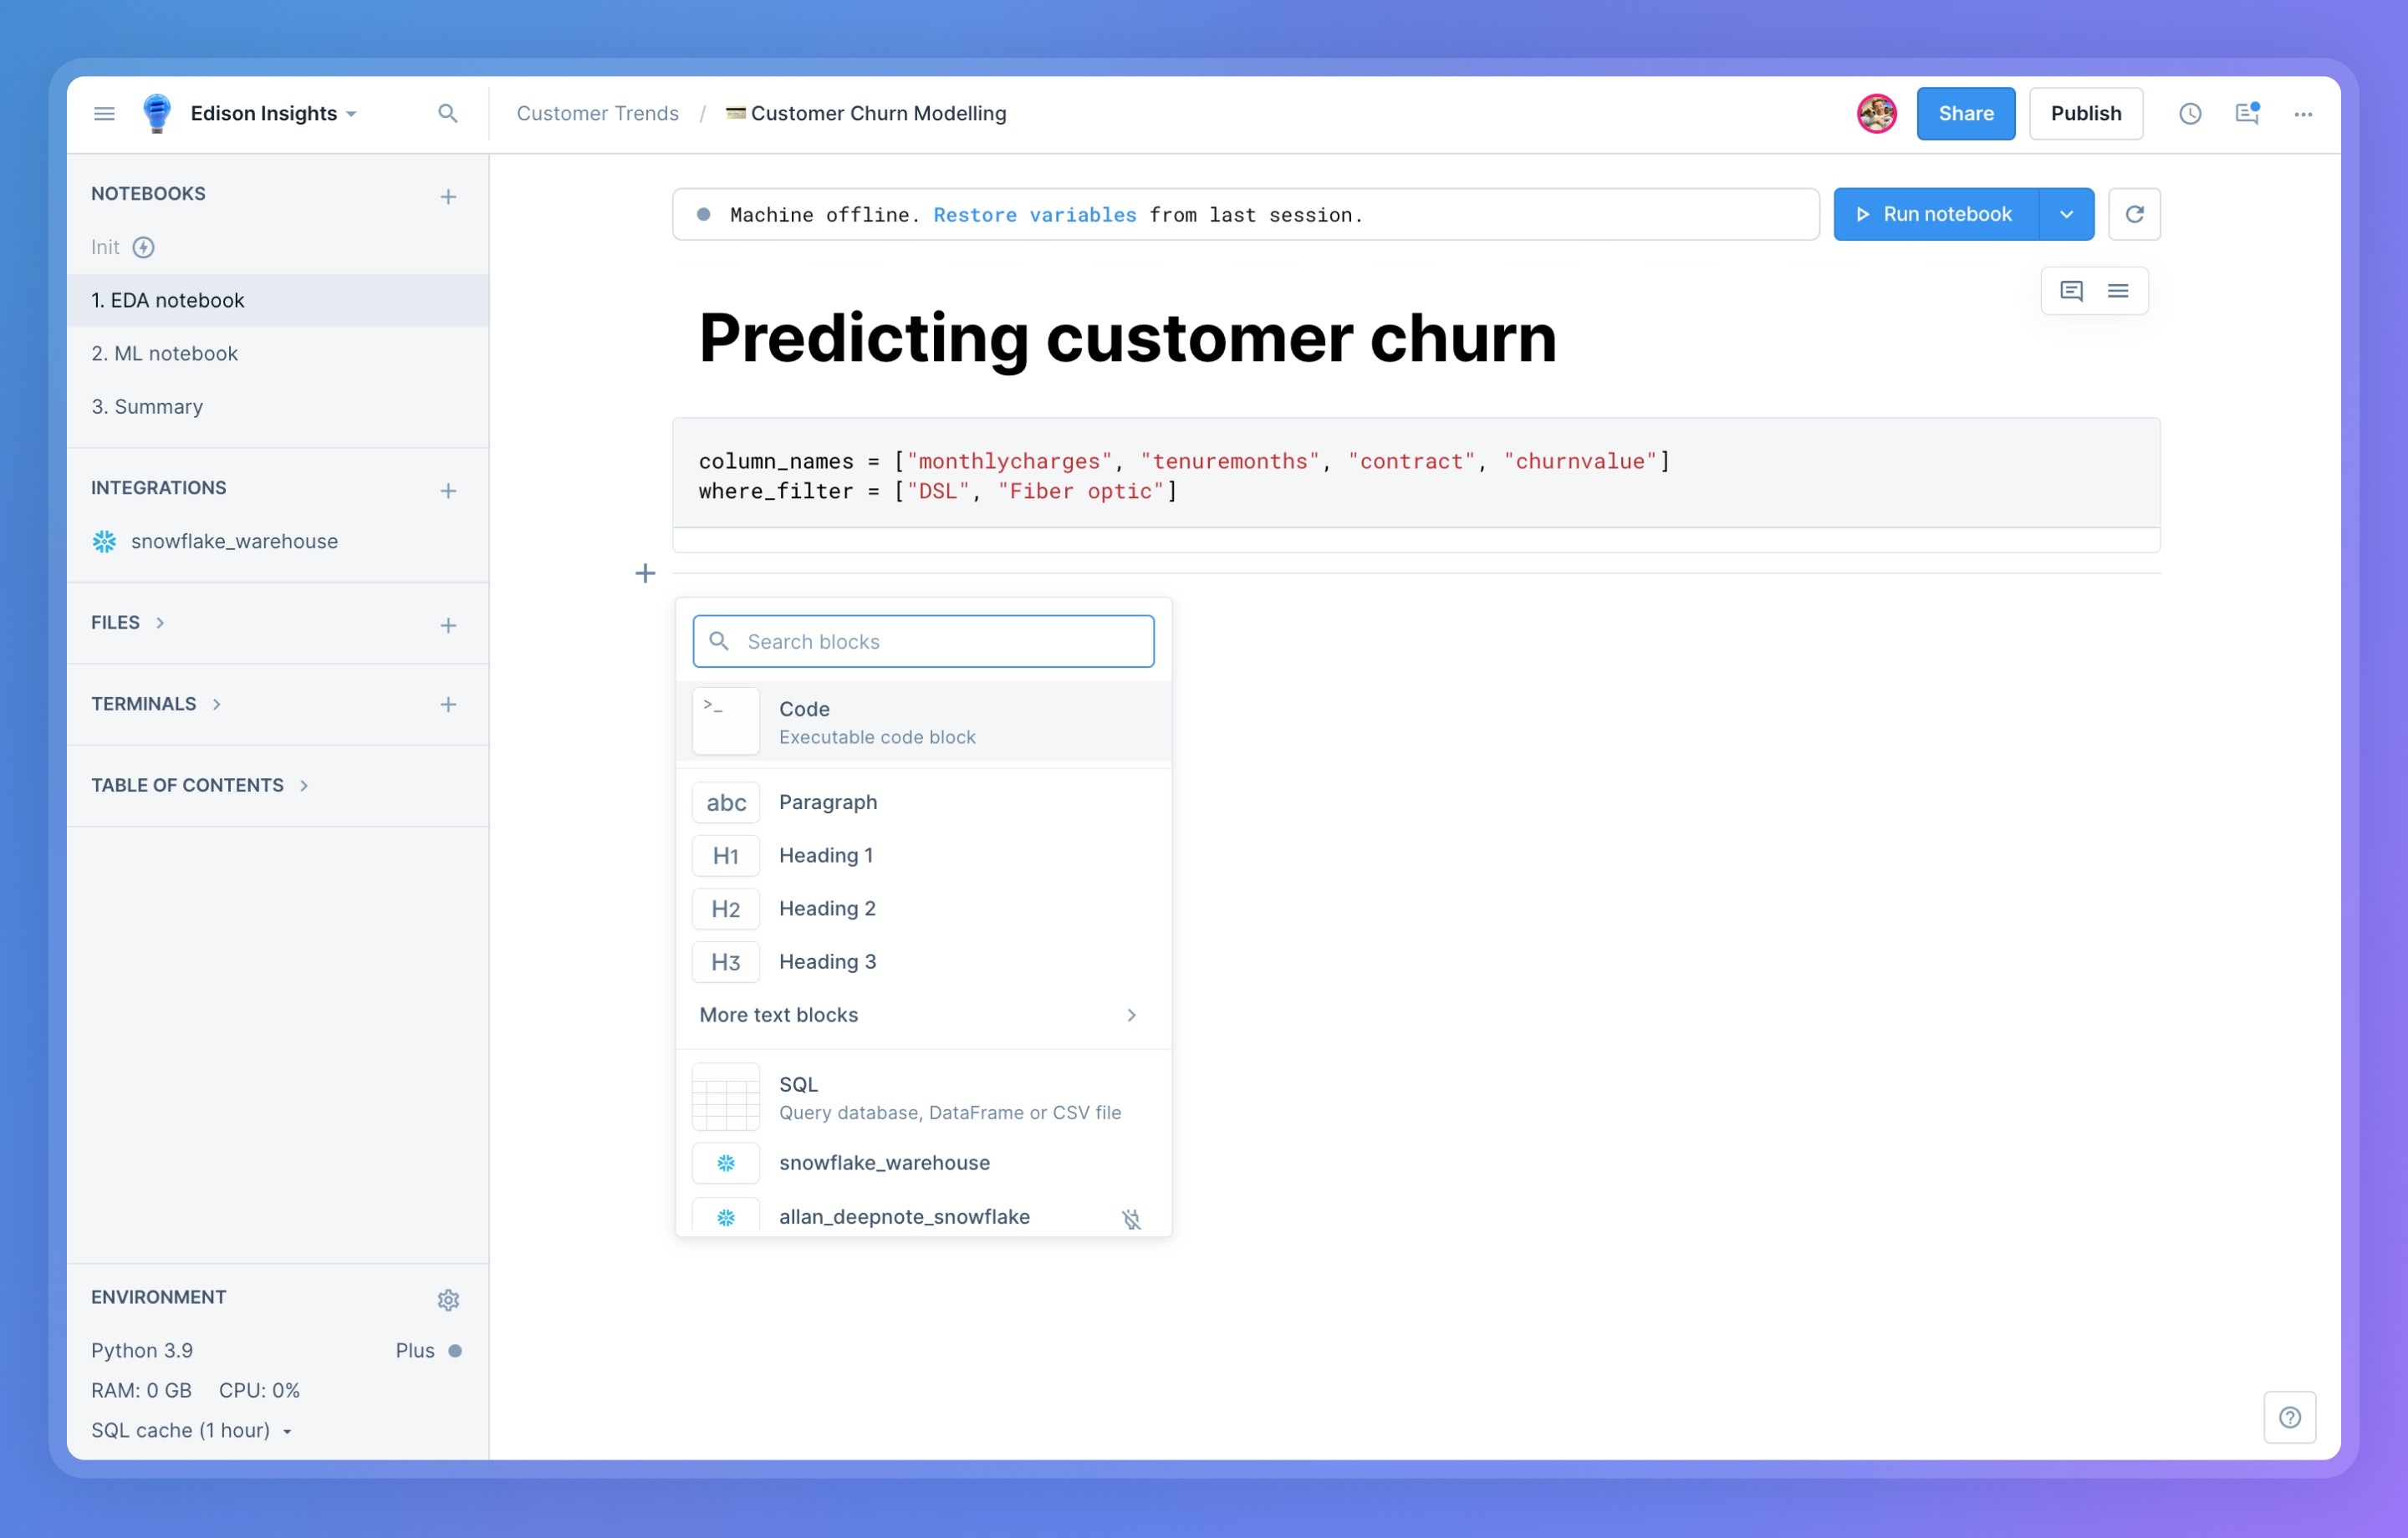 Edison Insights
Customer Trends / Customer Churn Modelling
Share
Publish
NOTEBOOKS
Init
1. EDA notebook
2. ML notebook
3. Summary
INTEGRATIONS
snowflake_warehouse
FILES
TERMINALS
TABLE OF CONTENTS
ENVIRONMENT
Python 3.9 Plus
RAM: 0 GB CPU: 0%
SQL cache (1 hour)
Machine offline. Restore variables from last session.
Run notebook
Predicting customer churn
column_names = ["monthlycharges", "tenuremonths", "contract", "churnvalue"]
where_filter = ["DSL", "Fiber optic"]
Search blocks
>_ Code
Executable code block
abc Paragraph
H1 Heading 1
H2 Heading 2
H3 Heading 3
More text blocks
SQL
Query database, DataFrame or CSV file
snowflake_warehouse
allan_deepnote_snowflake